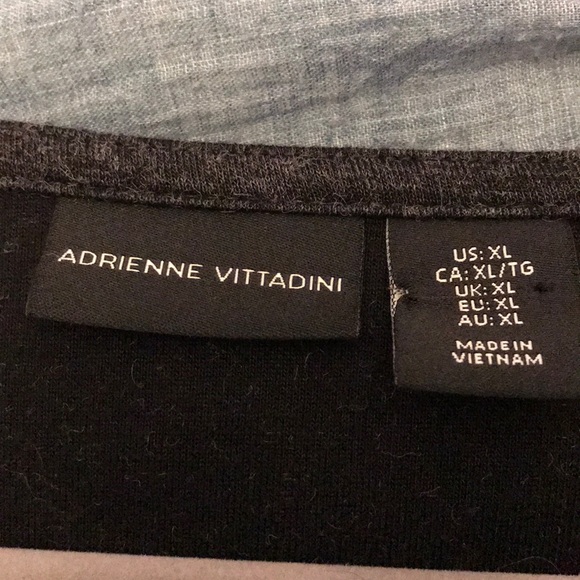 ADRIENNE VITTADINI
US: XL
CA: XL/TG
UK: XL
EU: XL
AU: XL
MADE IN
VIETNAM